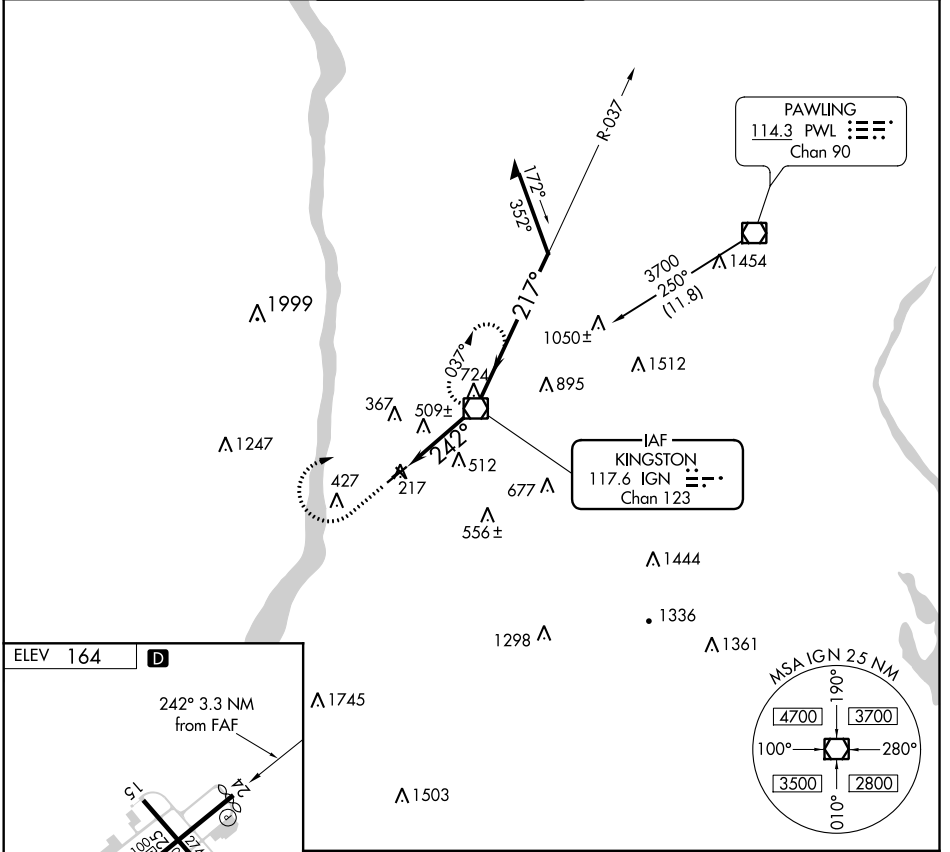 R-037
PAWLING
114.3 PWL
Chan 90
172°
352°
1454
3700
250°
(11.8)
217°
1999
1050±
1512
037°
724
895
367
509±
242°
IAF
KINGSTON
117.6 IGN
Chan 123
1247
512
427
217
677
556±
1444
1336
1298
1361
ELEV 164
D
MSA IGN 25 NM
190°
4700
3700
100°
280°
3500
2800
010°
242° 3.3 NM
from FAF
1745
1503
15
24
P